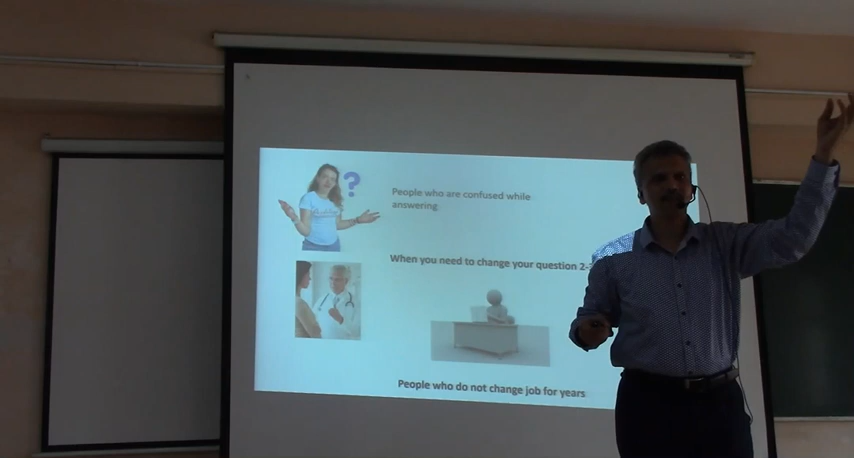 ?
People who are confused while
answering
When you need to change your question 2-
People who do not change job for years